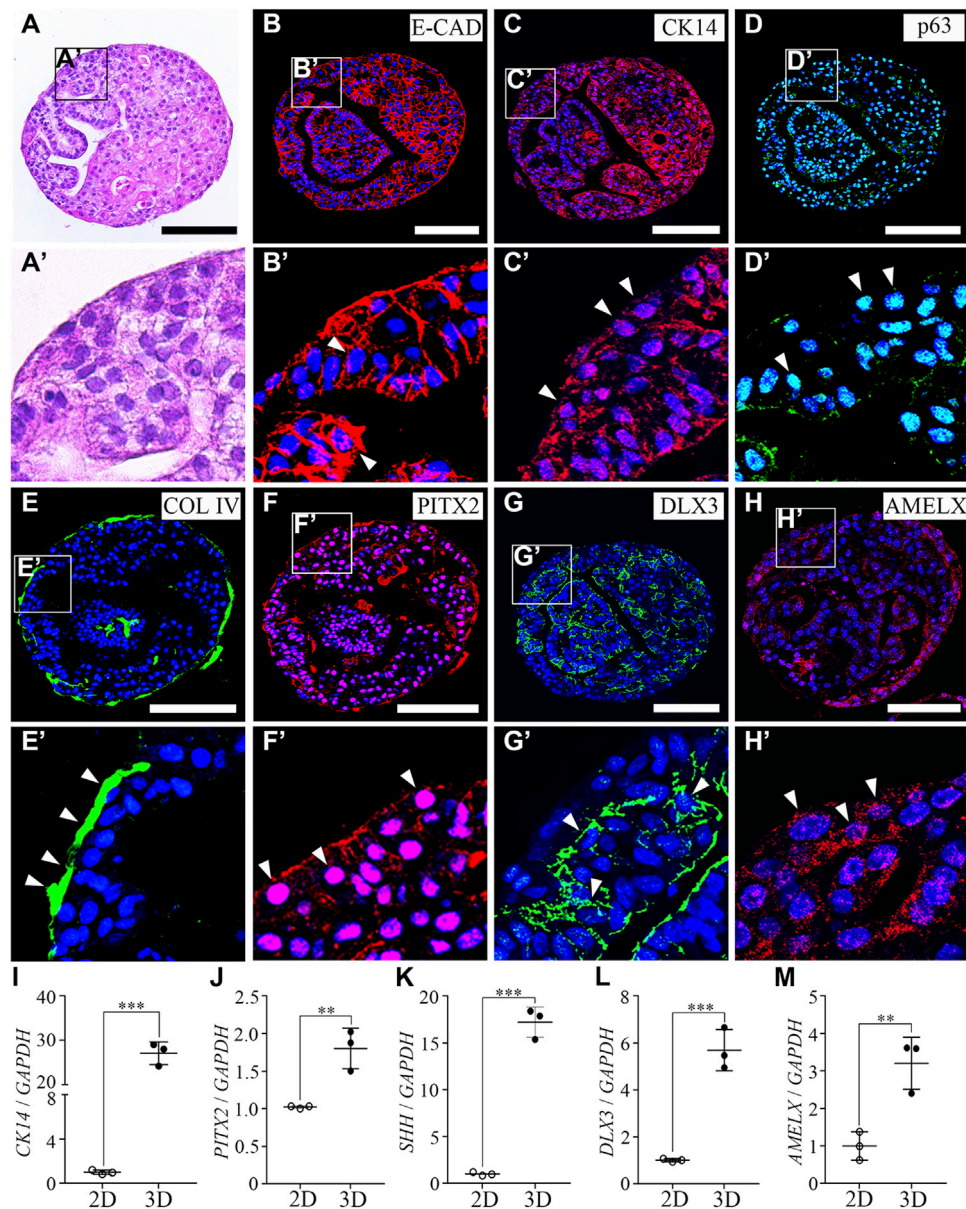 A B E-CAD C CK14 D p63
A’ B’ C’ D’
A’ B’ C’ D’
E COL IV F PITX2 G DLX3 H AMELX
E’ F’ G’ H’
E’ F’ G’ H’
I J K L M
CK14 / GAPDH
40
30
20
4
2
0
***
2D 3D
PITX2 / GAPDH
2.5
2.0
1.5
1.0
0.5
0.0
**
2D 3D
SHH / GAPDH
20
15
10
5
0
***
2D 3D
DLX3 / GAPDH
8
6
4
2
0
***
2D 3D
AMELX / GAPDH
5
4
3
2
1
0
**
2D 3D